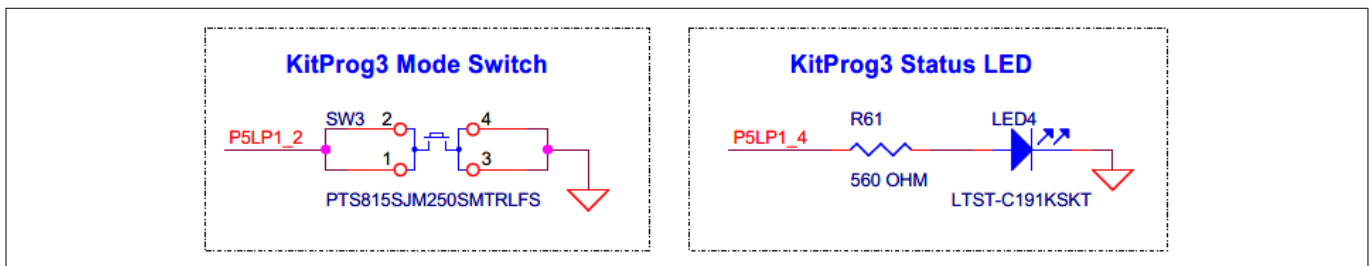 KitProg3 Mode Switch
SW3
2
4
P5LP1_2
1
3
PTS815SJM250SMTRLFS
KitProg3 Status LED
R61
LED4
P5LP1_4
560 OHM
LTST-C191KSKT